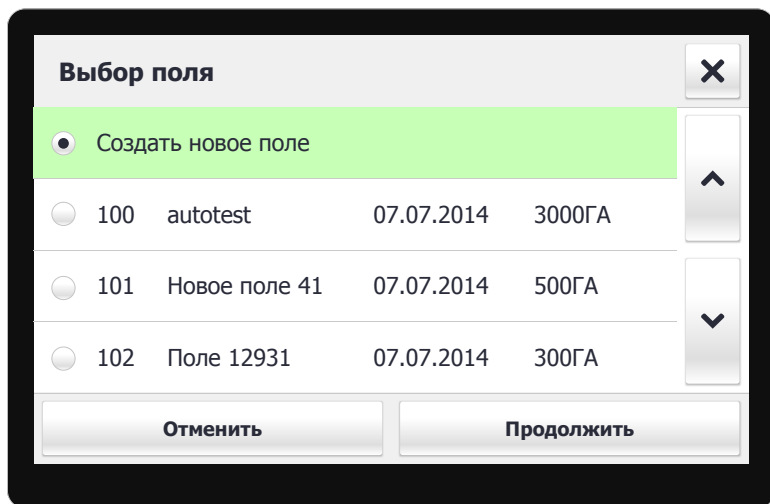 Выбор поля
Создать новое поле
100 autotest 07.07.2014 3000ГА
101 Новое поле 41 07.07.2014 500ГА
102 Поле 12931 07.07.2014 300ГА
Отменить Продолжить